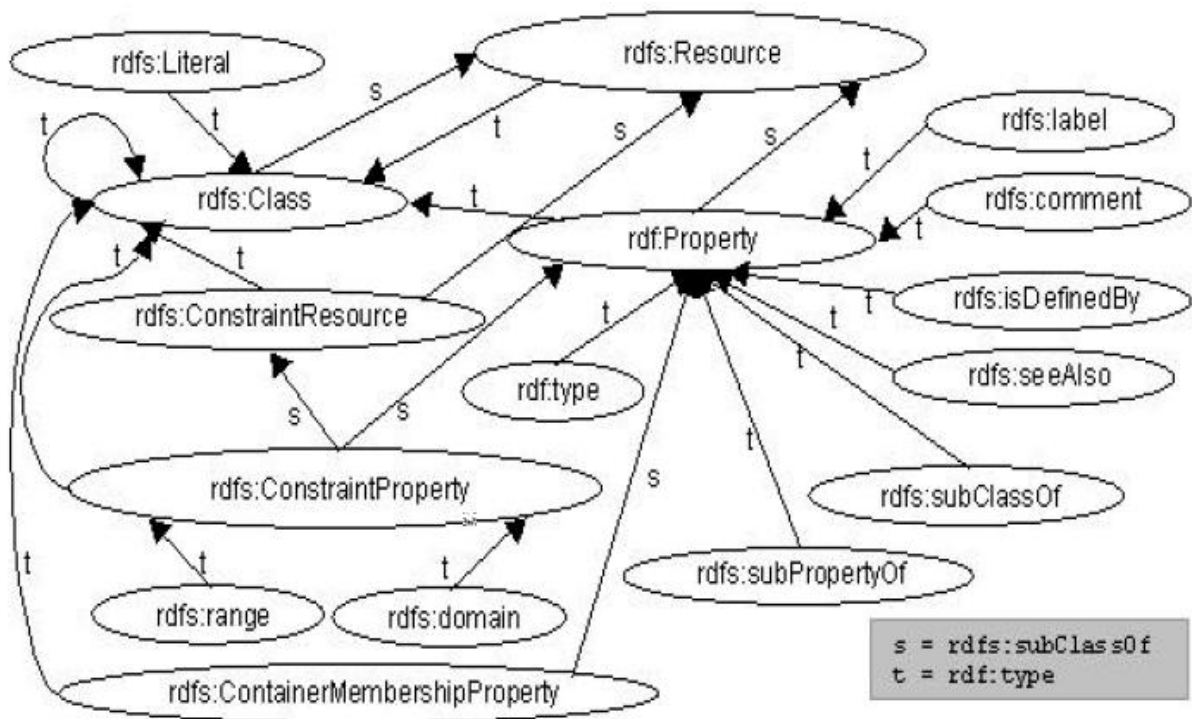 rdfs:Literal
rdfs:Resource
s
t
t
t
s
s
rdfs:label
t
rdfs:Class
t
rdfs:comment
t
rdf:Property
t
t
rdfs:ConstraintResource
t
rdfs:isDefinedBy
t
t
rdf:type
t
rdfs:seeAlso
s
s
s
t
rdfs:ConstraintProperty
rdfs:subClassOf
t
t
t
rdfs:subPropertyOf
rdfs:range
rdfs:domain
rdfs:ContainerMembershipProperty
s = rdfs:subClassOf
t = rdf:type